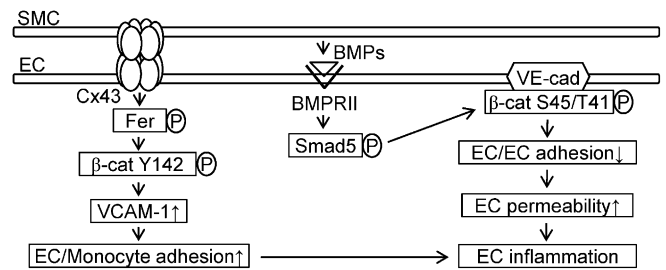 SMC
BMPs
EC
VE-cad
Cx43
BMPRII
β-cat S45/T41 P
Fer P
Smad5 P
β-cat Y142 P
EC/EC adhesion↓
VCAM-1↑
EC permeability↑
EC/Monocyte adhesion↑
EC inflammation